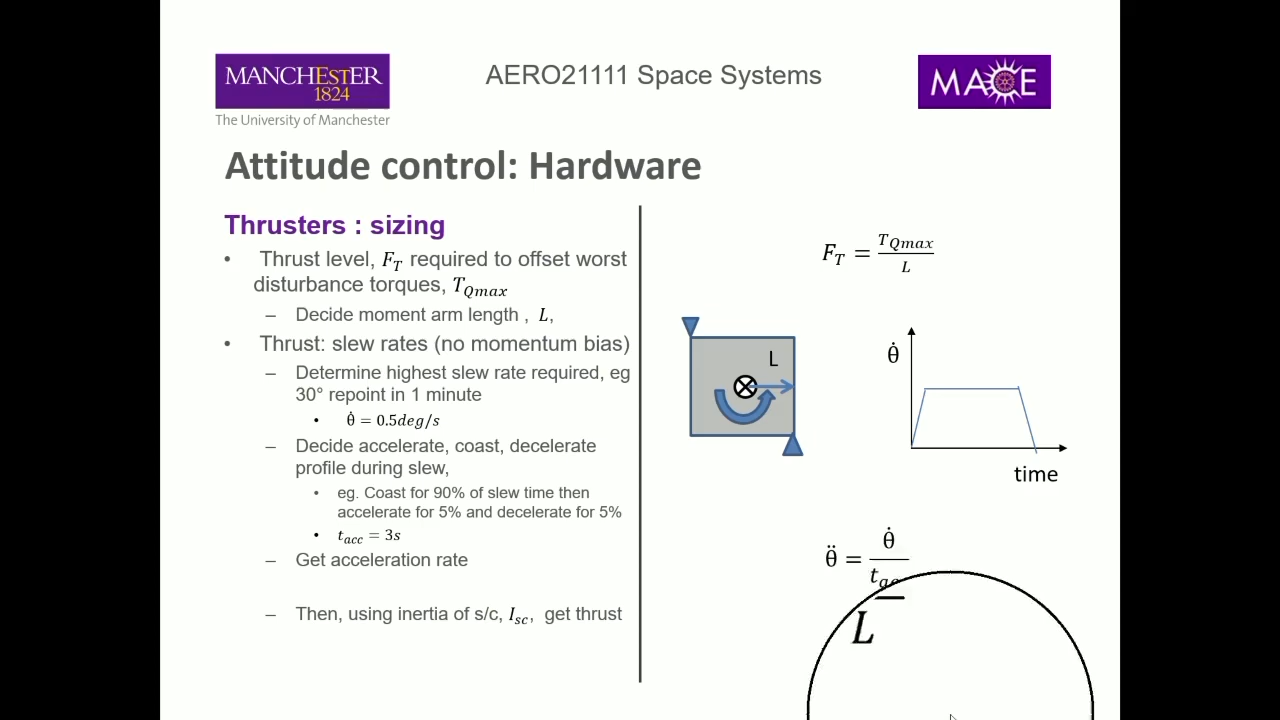 MANCHESTER
1824
The University of Manchester
AERO21111 Space Systems
MACE
Attitude control: Hardware
Thrusters : sizing
• Thrust level, F_T required to offset worst
disturbance torques, T_Qmax
– Decide moment arm length , L,
• Thrust: slew rates (no momentum bias)
– Determine highest slew rate required, eg
30° repoint in 1 minute
• θ̇ = 0.5deg/s
– Decide accelerate, coast, decelerate
profile during slew,
• eg. Coast for 90% of slew time then
accelerate for 5% and decelerate for 5%
• t_acc = 3s
– Get acceleration rate
– Then, using inertia of s/c, I_sc, get thrust
F_T = T_Qmax / L
L
θ̇
time
θ̈ = θ̇ /
L